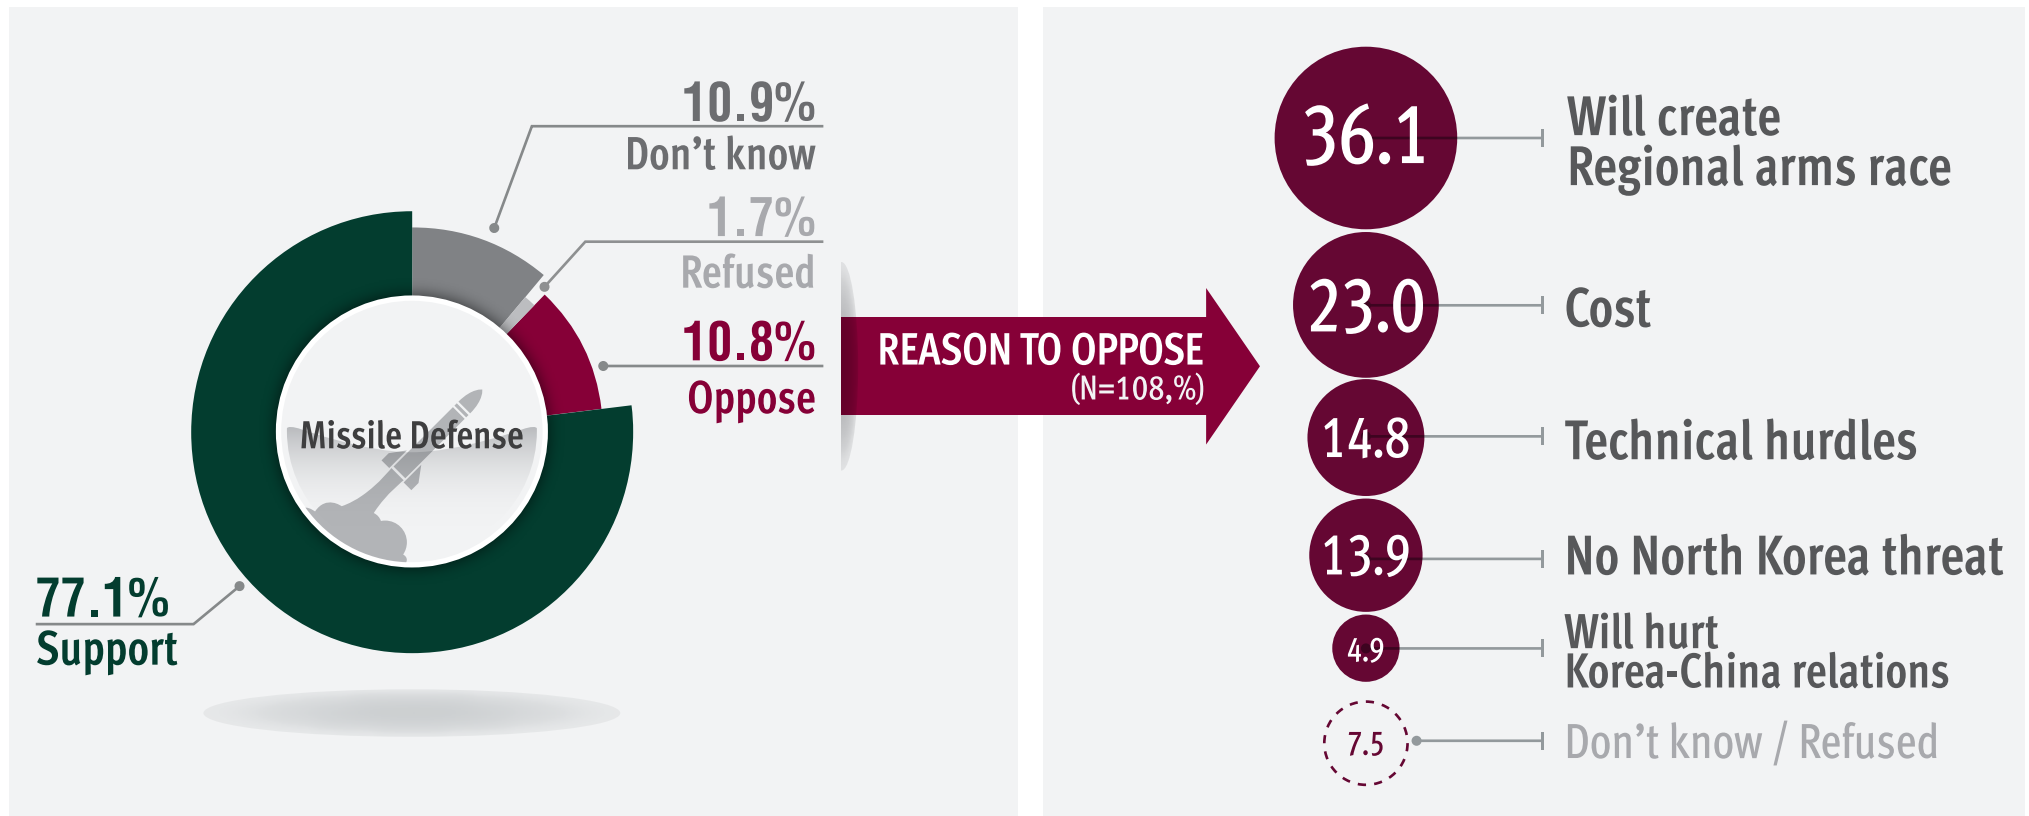 10.9%
Don't know
1.7%
Refused
10.8%
Oppose
Missile Defense
77.1%
Support
REASON TO OPPOSE
(N=108,%)
36.1
Will create
Regional arms race
23.0
Cost
14.8
Technical hurdles
13.9
No North Korea threat
4.9
Will hurt
Korea-China relations
7.5
Don't know / Refused